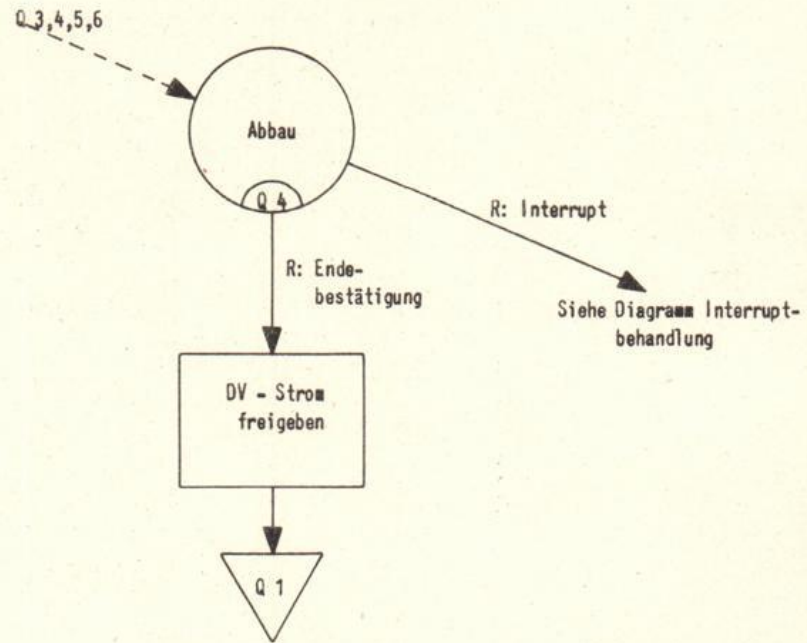 Q 3,4,5,6
Abbau
Q 4
R: Interrupt
R: Ende-
bestätigung
Siehe Diagramm Interrupt-
behandlung
DV - Strom
freigeben
Q 1